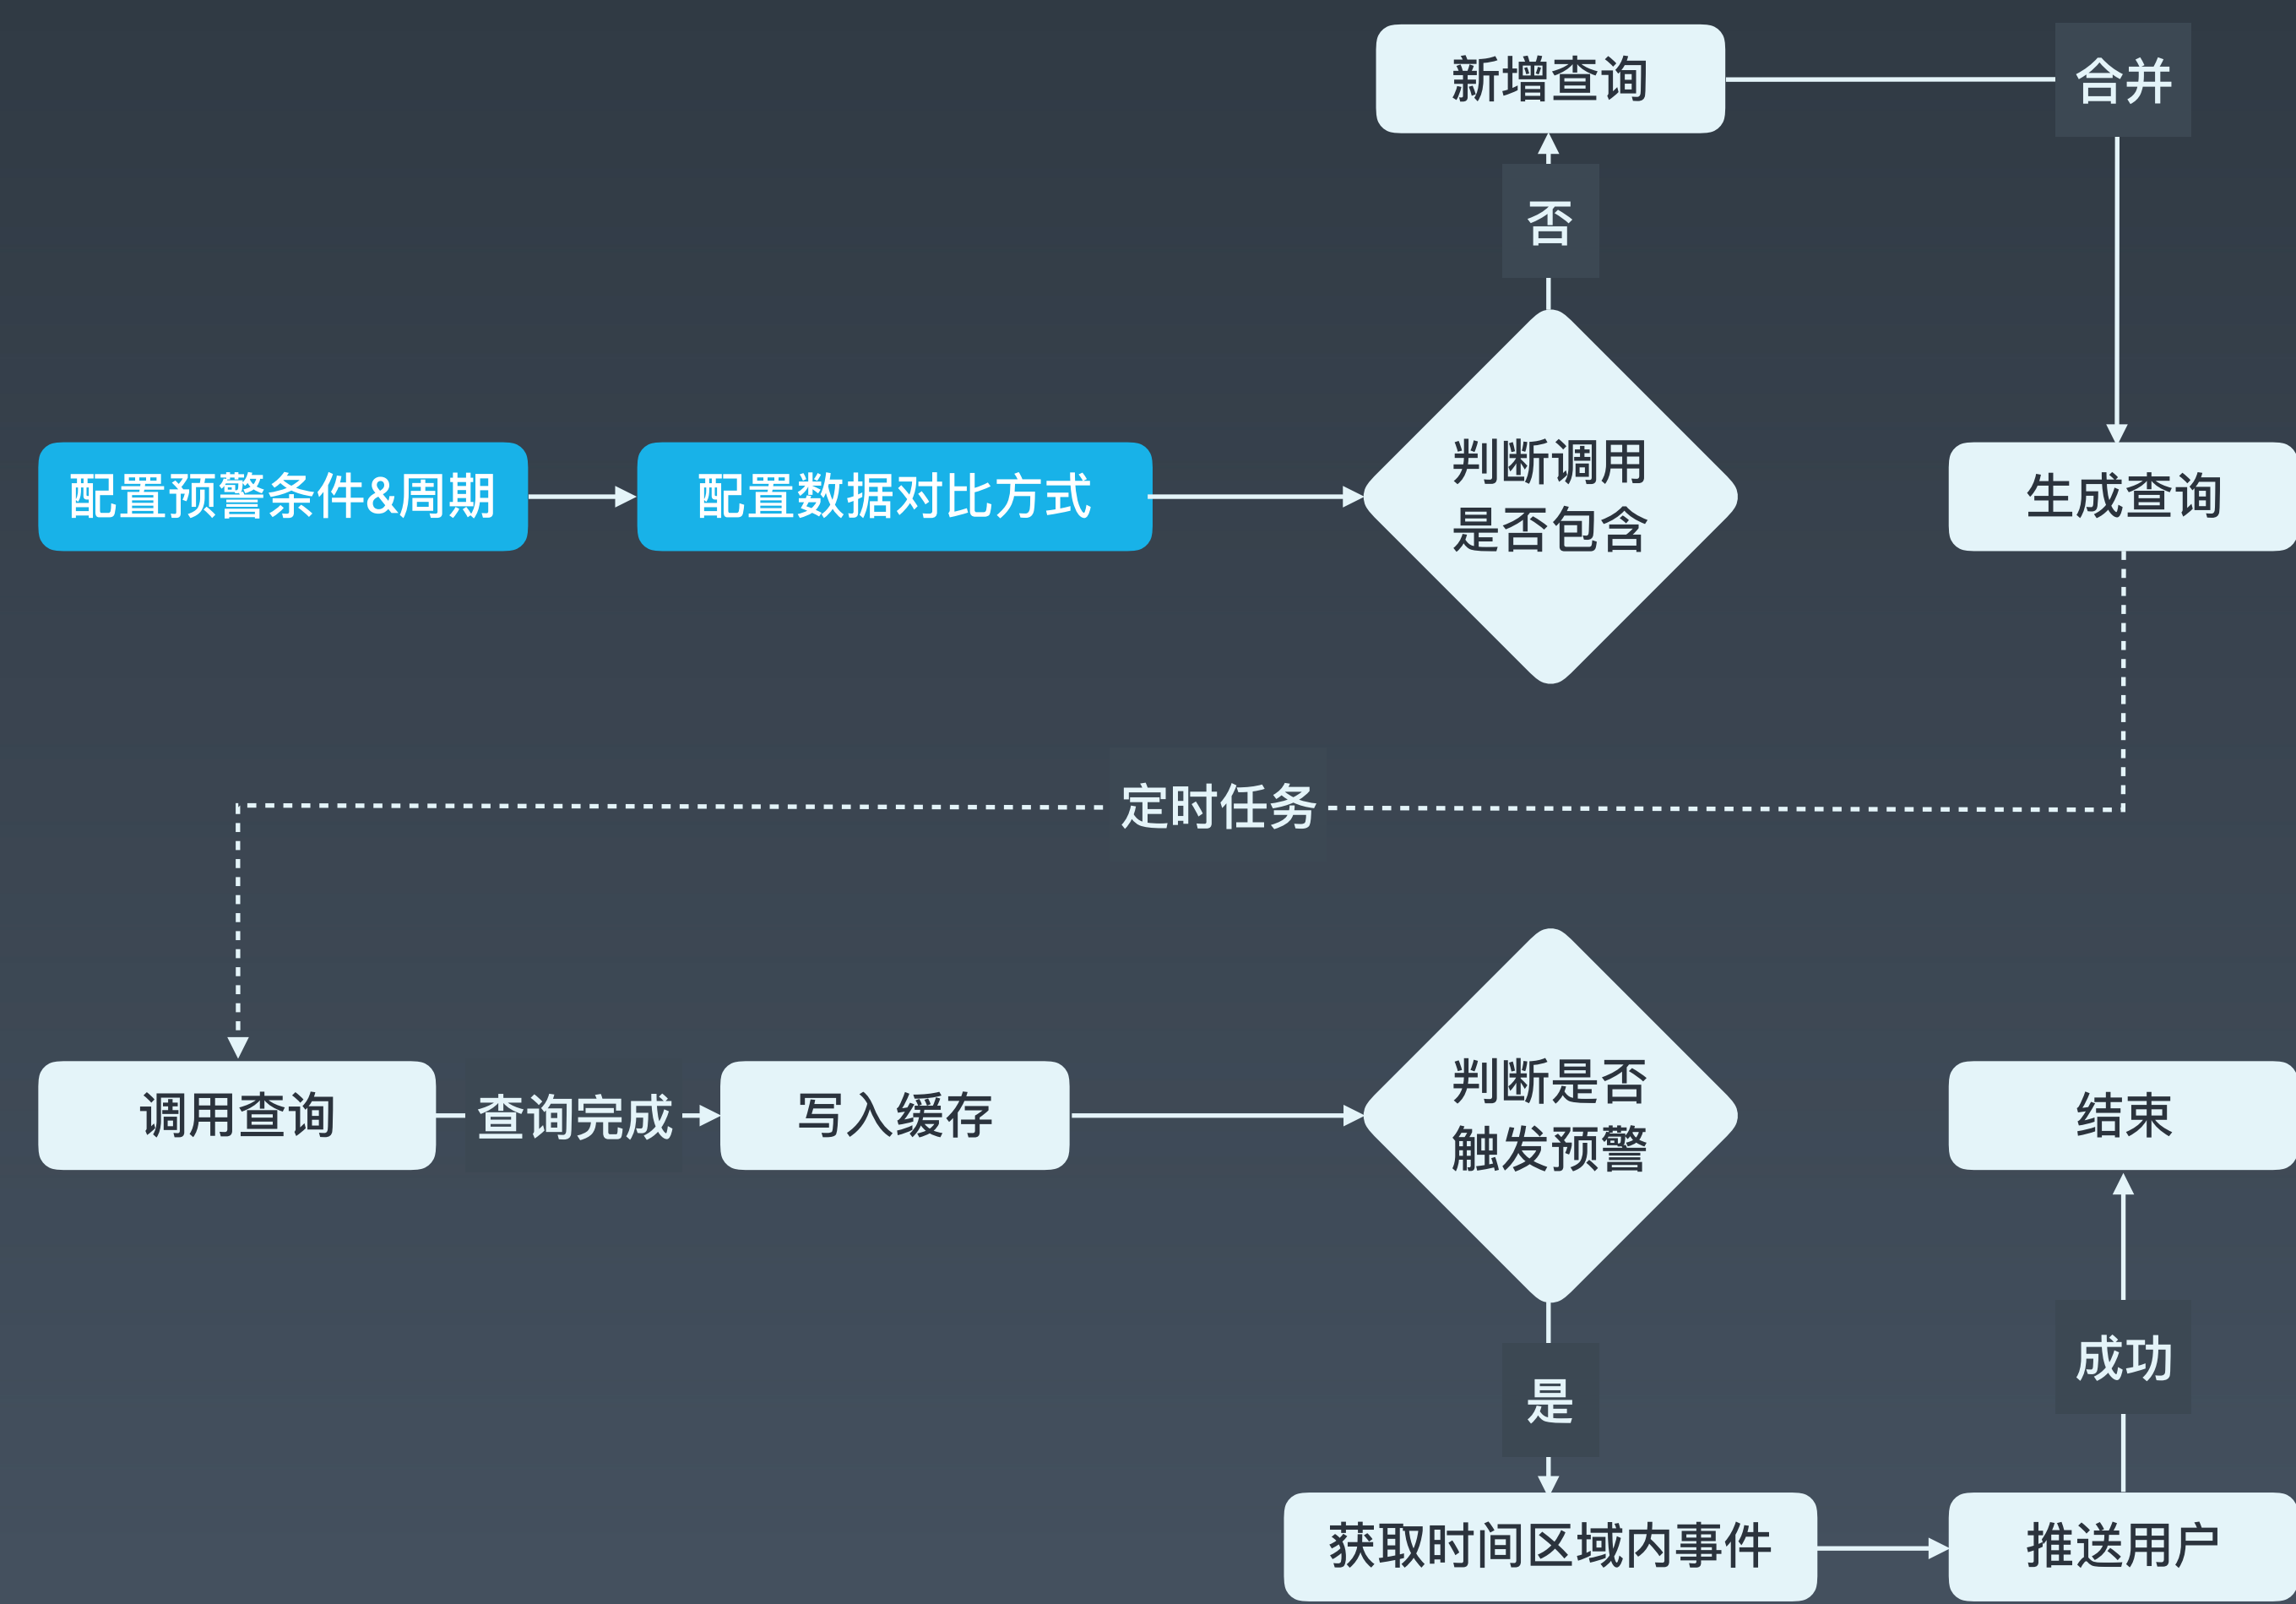 新增查询
合并
否
配置预警条件&周期
配置数据对比方式
判断调用
是否包含
生成查询
定时任务
调用查询
查询完成
写入缓存
判断是否
触发预警
结束
是
成功
获取时间区域内事件
推送用户